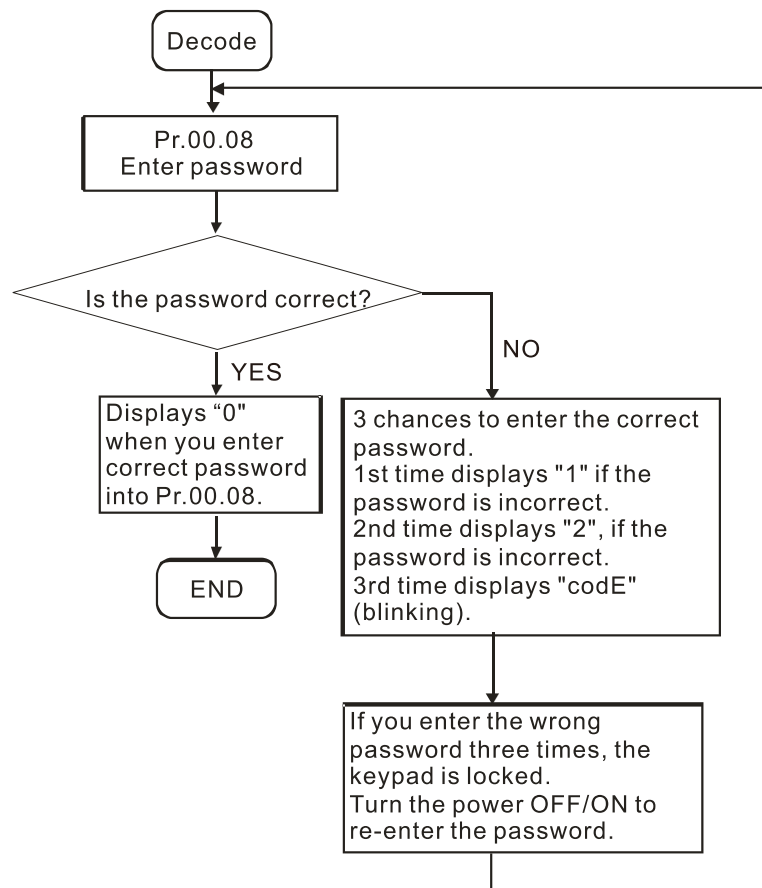 Decode
Pr.00.08
Enter password
Is the password correct?
YES
NO
Displays “0"
when you enter
correct password
into Pr.00.08.
END
3 chances to enter the correct
password.
1st time displays "1" if the
password is incorrect.
2nd time displays "2", if the
password is incorrect.
3rd time displays "codE"
(blinking).
If you enter the wrong
password three times, the
keypad is locked.
Turn the power OFF/ON to
re-enter the password.